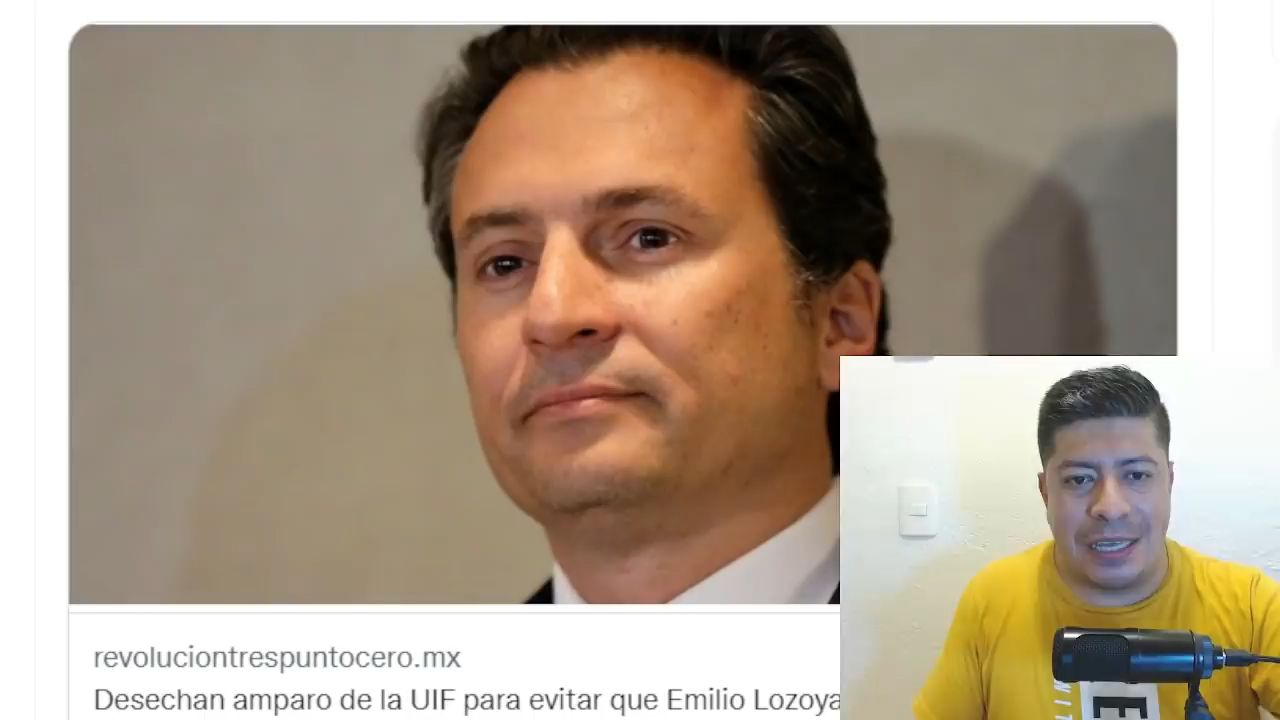 revoluciontrespuntocero.mx
Desechan amparo de la UIF para evitar que Emilio Lozoya